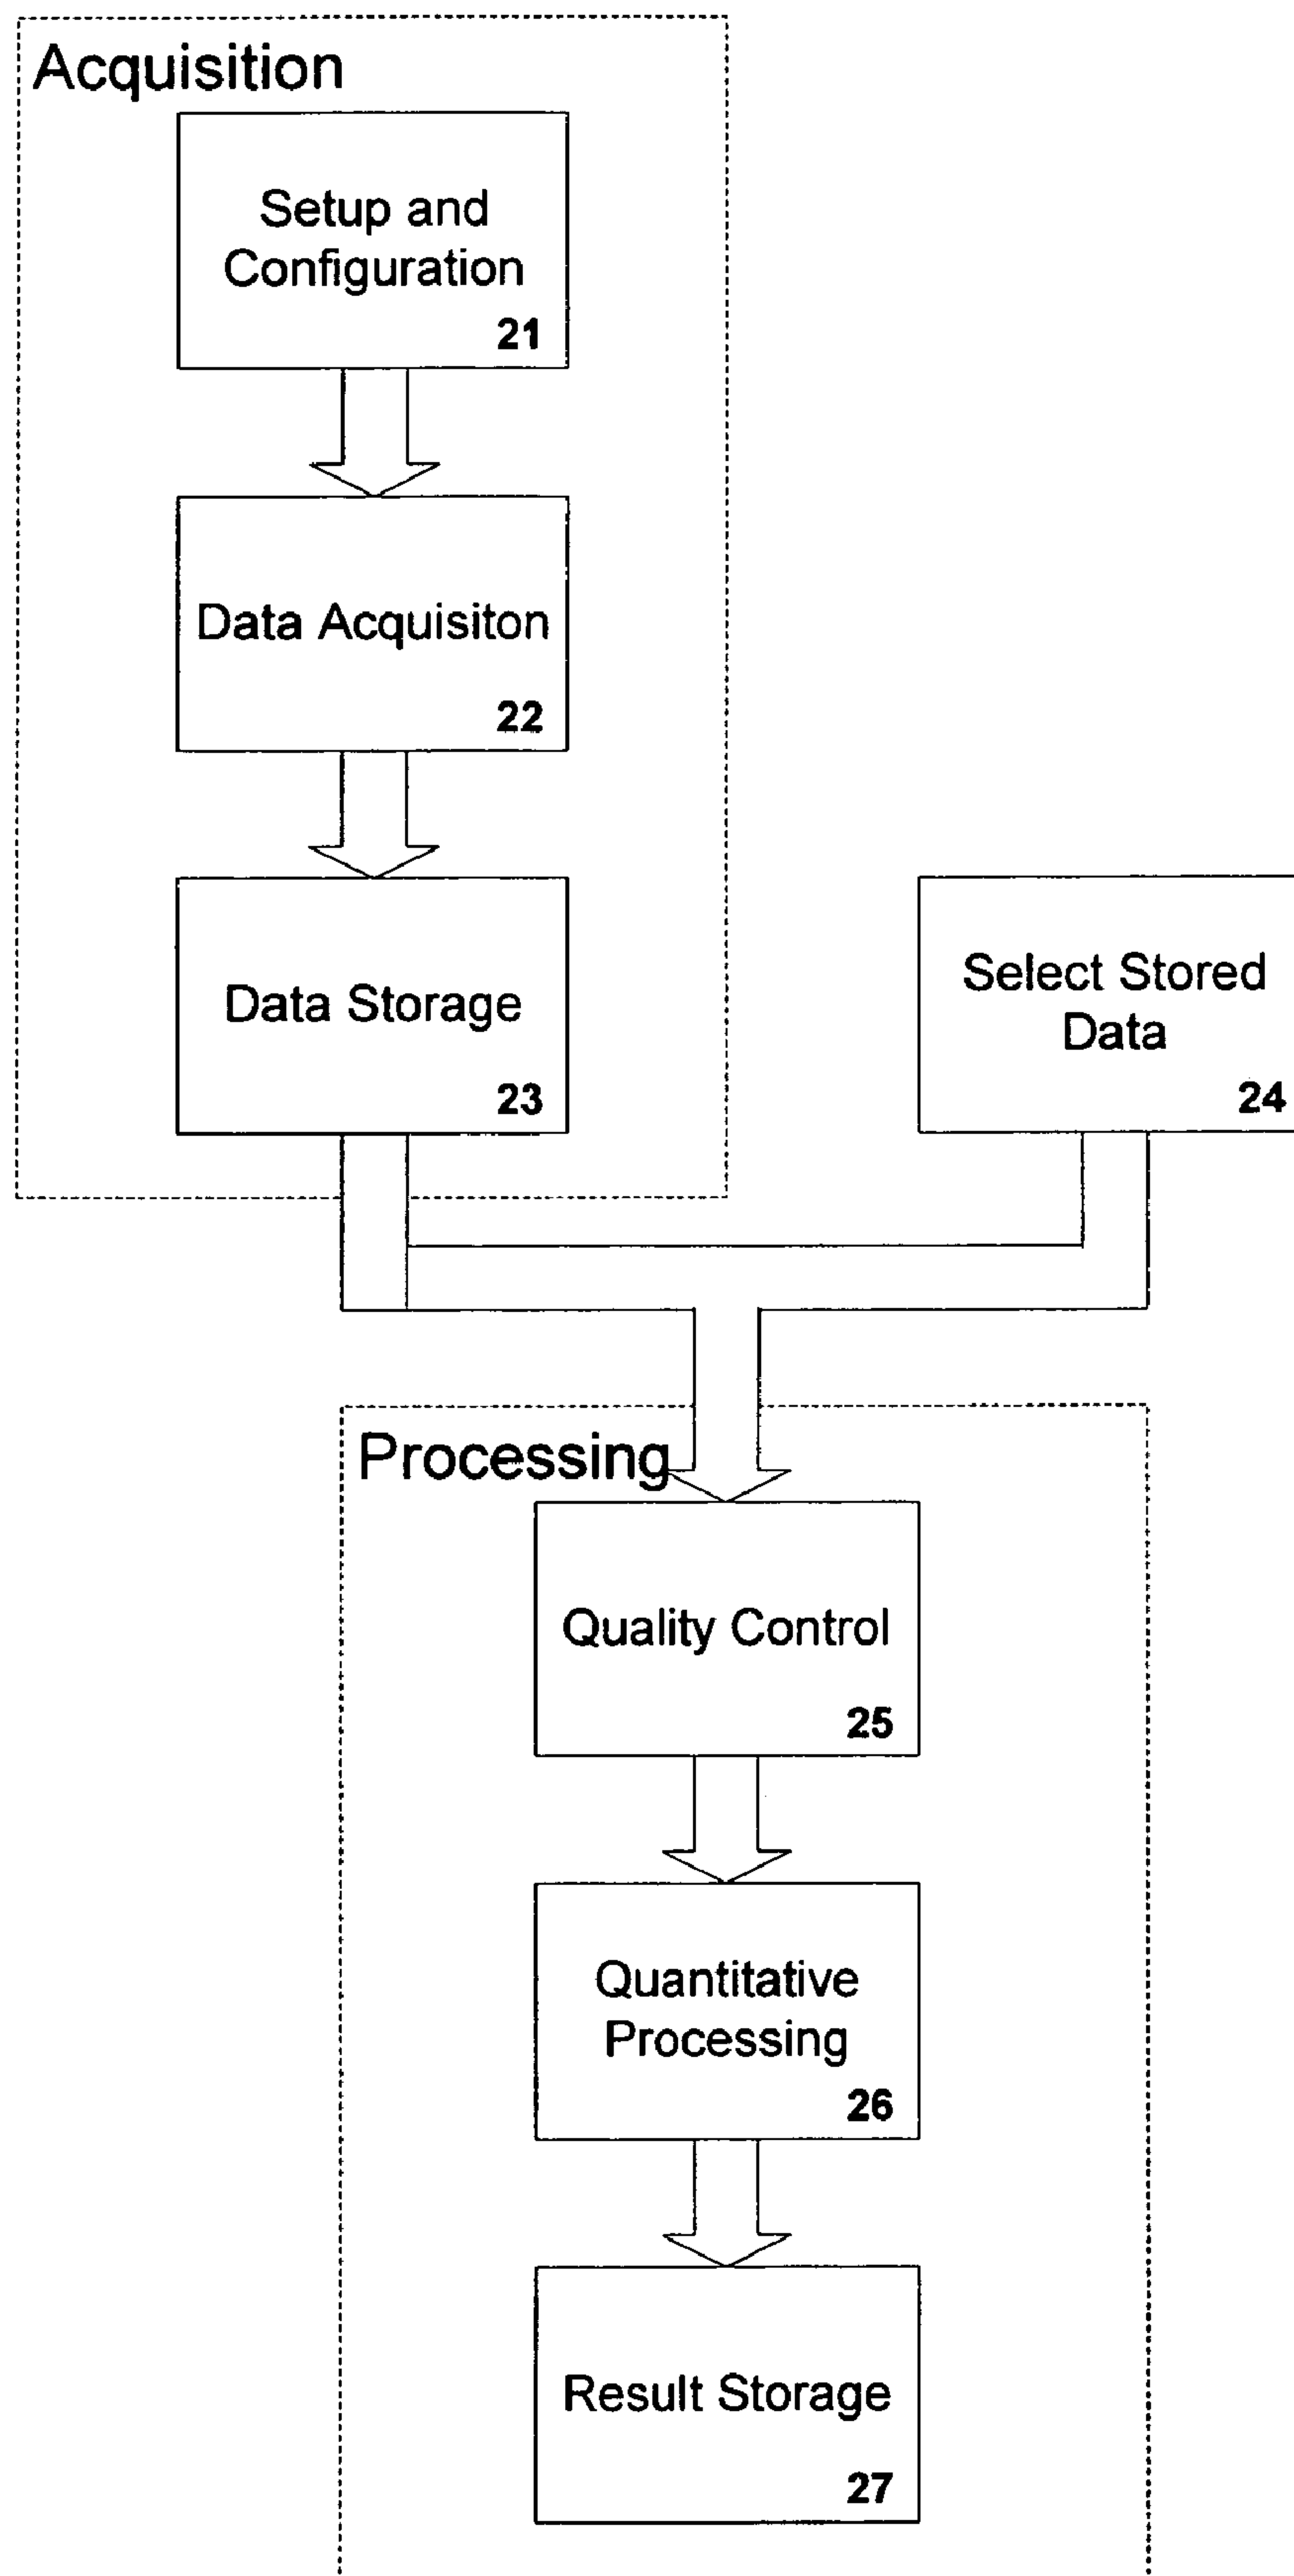 Acquisition
Setup and
Configuration
21
Data Acquisiton
22
Data Storage
23
Select Stored
Data
24
Processing
Quality Control
25
Quantitative
Processing
26
Result Storage
27